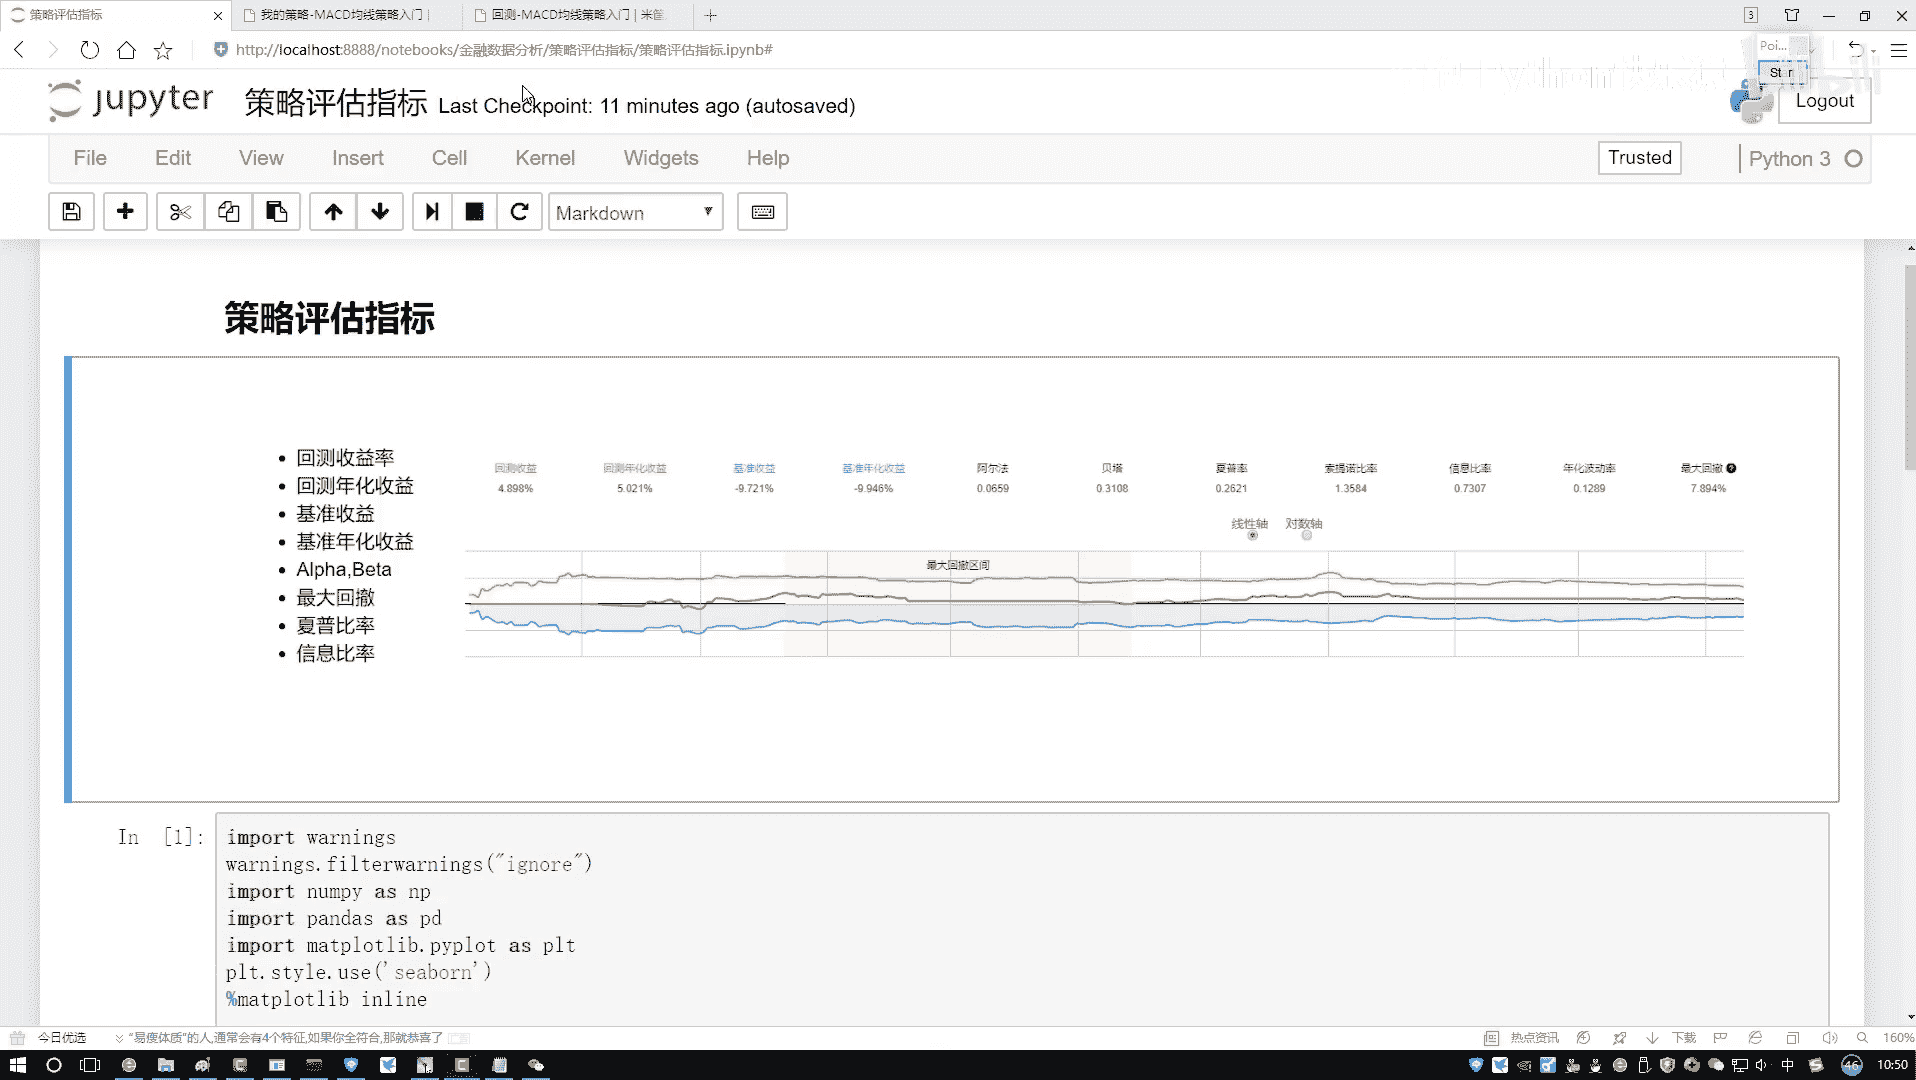 策略评估指标
我的策略-MACD均线策略入门 |
回测-MACD均线策略入门 | 米筐
3
http://localhost:8888/notebooks/金融数据分析/策略评估指标/策略评估指标.ipynb#
Poi...
jupyter 策略评估指标 Last Checkpoint: 11 minutes ago (autosaved)
Logout
File Edit View Insert Cell Kernel Widgets Help
Trusted
Python 3
Markdown
策略评估指标
回测收益率
回测年化收益
基准收益
基准年化收益
Alpha,Beta
最大回撤
夏普比率
信息比率
回测收益 回测年化收益 基准收益 基准年化收益 阿尔法 贝塔 夏普率 索提诺比率 信息比率 年化波动率 最大回撤
4.898% 5.021% -9.721% -9.946% 0.0659 0.3108 0.2621 1.3584 0.7307 0.1289 7.894%
线性轴 对数轴
最大回撤区间
In [1]:
import warnings
warnings.filterwarnings("ignore")
import numpy as np
import pandas as pd
import matplotlib.pyplot as plt
plt.style.use('seaborn')
%matplotlib inline
今日优选
“易瘦体质”的人,通常会有4个特征,如果你全符合,那就恭喜了
热点资讯
下载
160%
中
46
10:50